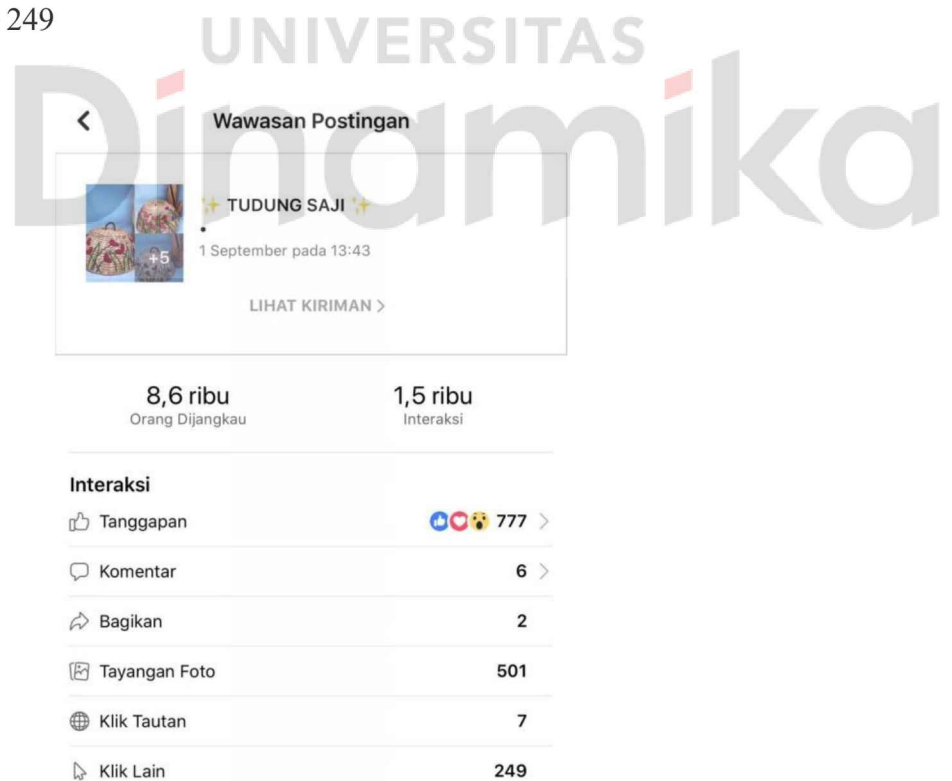 249
UNIVERSITAS
Dinamika
Wawasan Postingan
✨ TUDUNG SAJI ✨
•
1 September pada 13:43
+5
LIHAT KIRIMAN >
8,6 ribu 1,5 ribu
Orang Dijangkau Interaksi
Interaksi
Tanggapan 777
Komentar 6
Bagikan 2
Tayangan Foto 501
Klik Tautan 7
Klik Lain 249